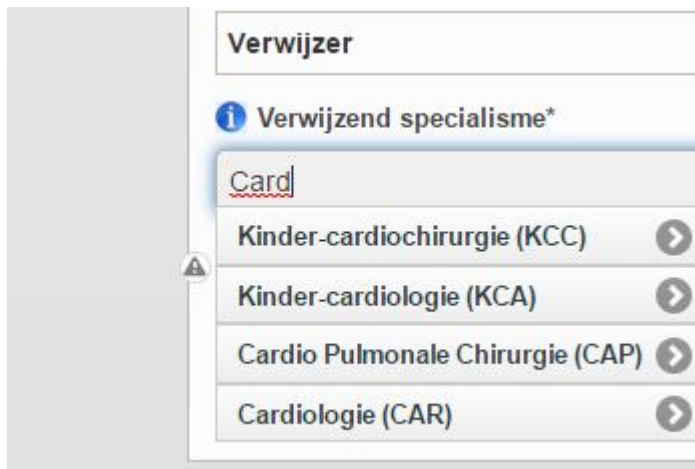 Verwijzer
Verwijzend specialisme*
Card
Kinder-cardiochirurgie (KCC)
Kinder-cardiologie (KCA)
Cardio Pulmonale Chirurgie (CAP)
Cardiologie (CAR)